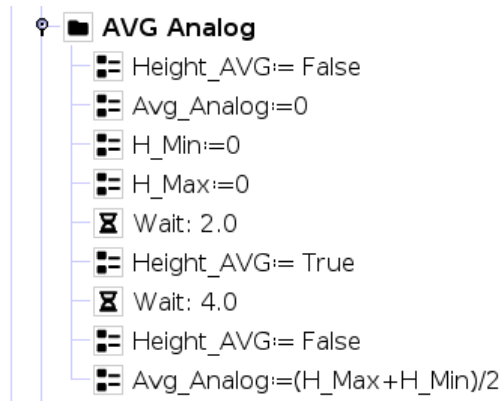 AVG Analog
Height_AVG:= False
Avg_Analog:=0
H_Min:=0
H_Max:=0
Wait: 2.0
Height_AVG:= True
Wait: 4.0
Height_AVG:= False
Avg_Analog:=(H_Max+H_Min)/2